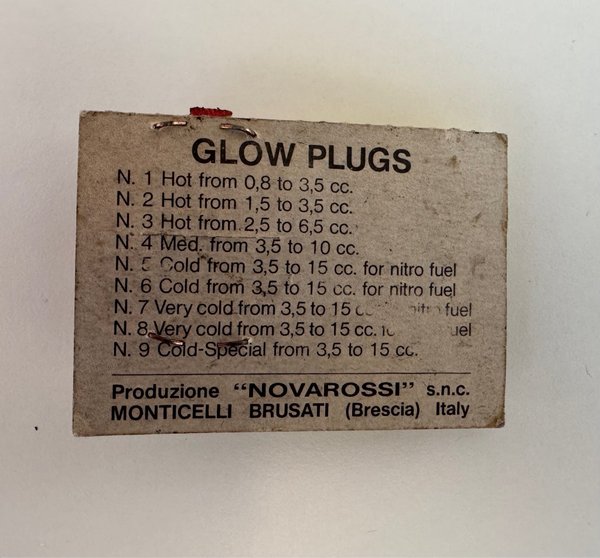 GLOW PLUGS
N. 1 Hot from 0,8 to 3,5 cc.
N. 2 Hot from 1,5 to 3,5 cc.
N. 3 Hot from 2,5 to 6,5 cc.
N. 4 Med. from 3,5 to 10 cc.
N. 5 Cold from 3,5 to 15 cc. for nitro fuel
N. 6 Cold from 3,5 to 15 cc. for nitro fuel
N. 7 Very cold from 3,5 to 15 nitro fuel
N. 8 Very cold from 3,5 to 15 cc. fuel
N. 9 Cold-Special from 3,5 to 15 cc.
Produzione "NOVAROSSI" s.n.c.
MONTICELLI BRUSATI (Brescia) Italy